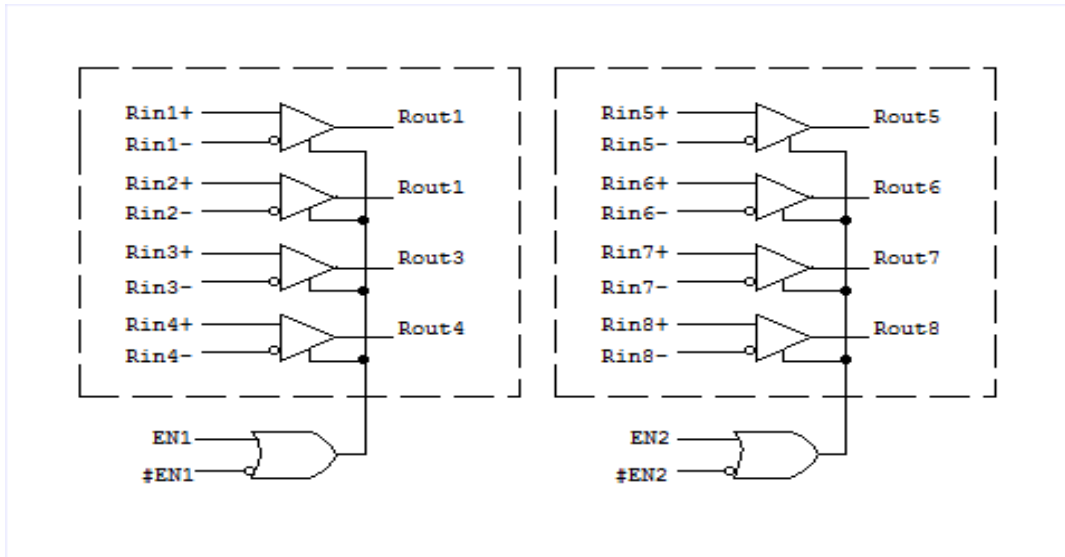 Rin1+
Rout1
Rin1-
Rin2+
Rout1
Rin2-
Rin3+
Rout3
Rin3-
Rin4+
Rout4
Rin4-
EN1
#EN1
Rin5+
Rout5
Rin5-
Rin6+
Rout6
Rin6-
Rin7+
Rout7
Rin7-
Rin8+
Rout8
Rin8-
EN2
#EN2